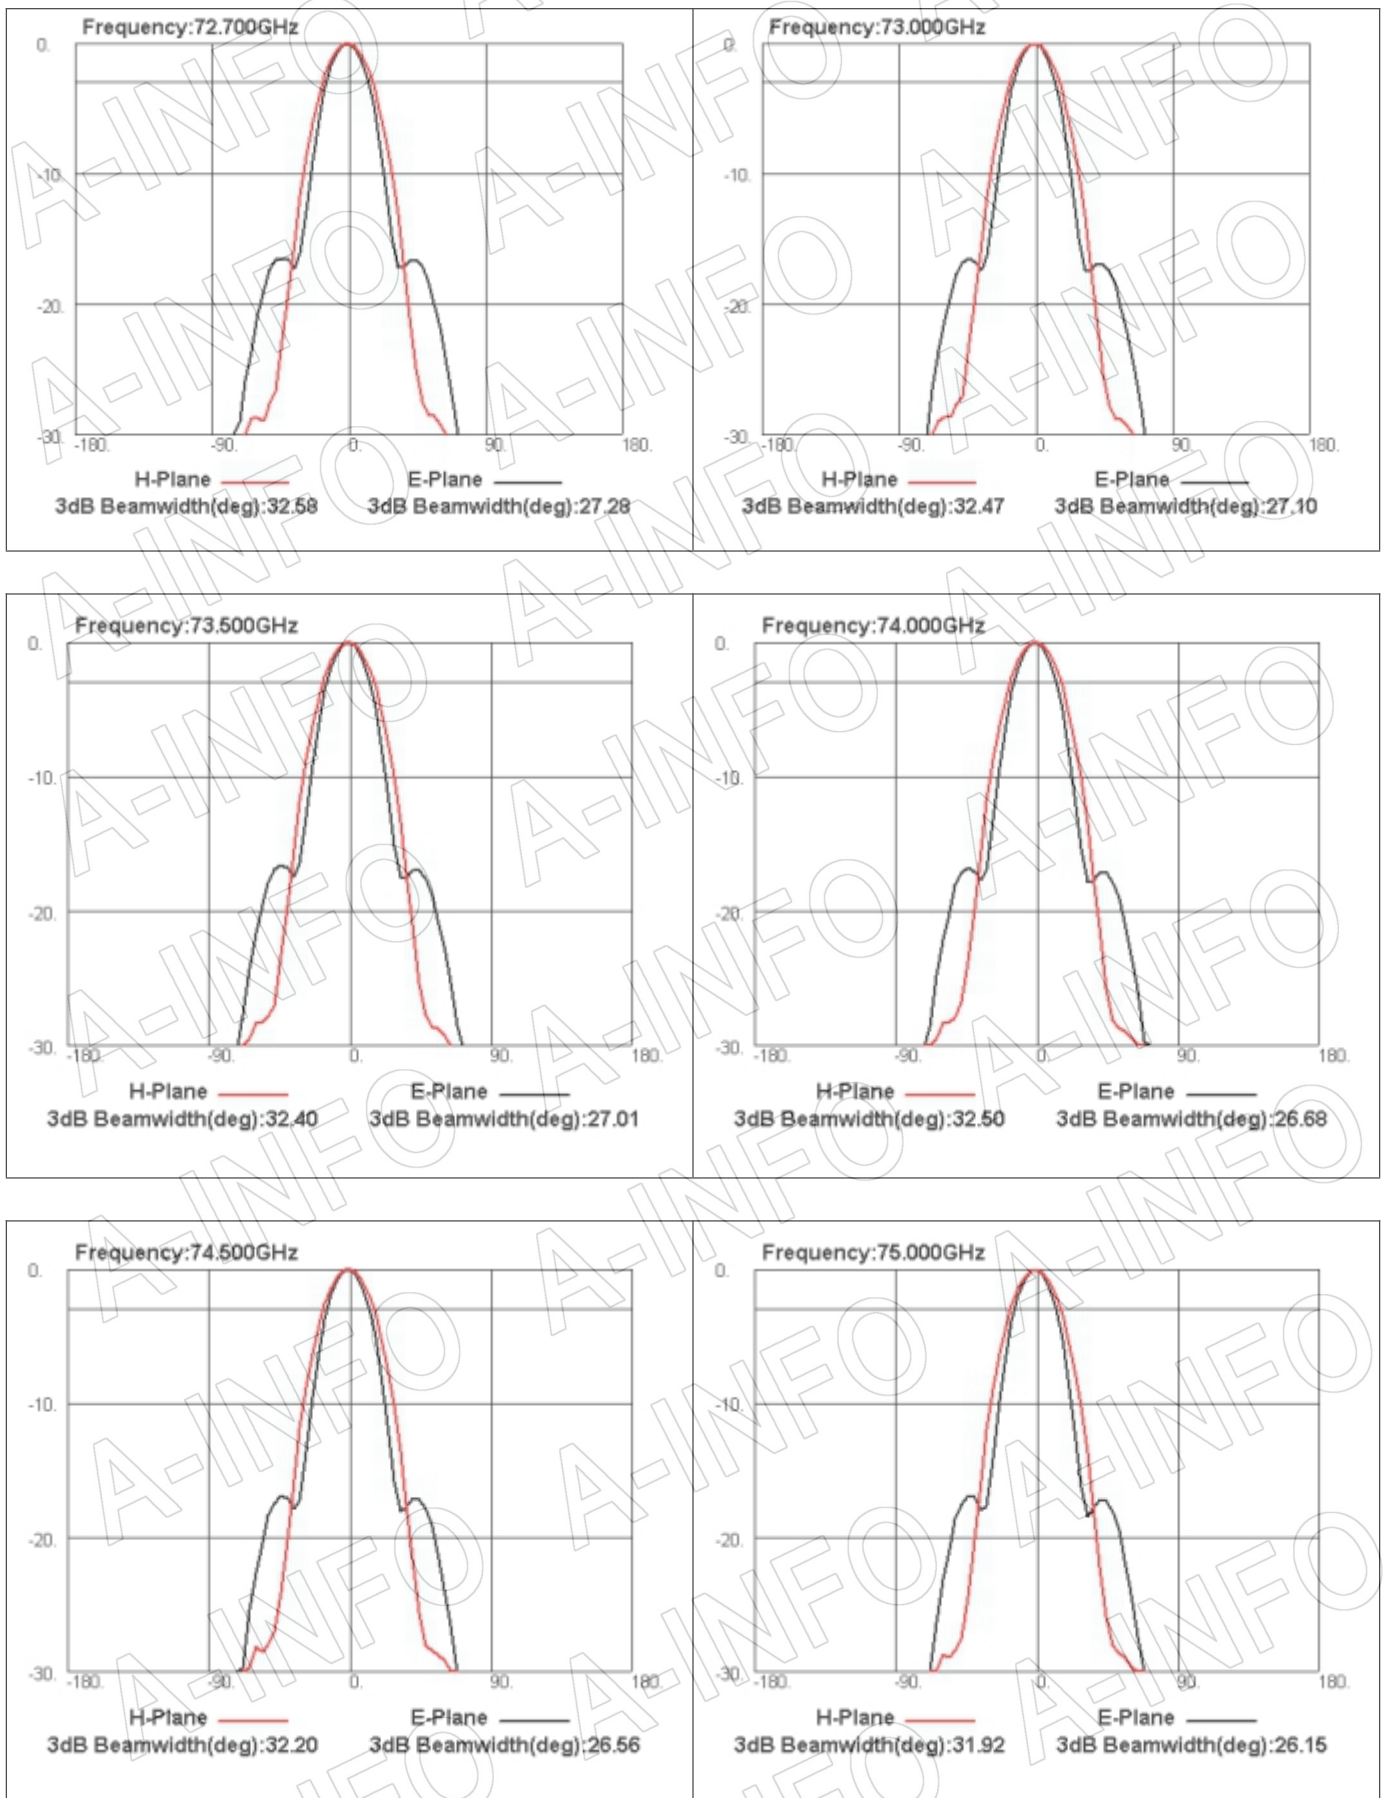 Frequency:72.700GHz
0.
-10.
-20.
-30.
-180. -90. 0. 90. 180.
H-Plane E-Plane
3dB Beamwidth(deg):32.58 3dB Beamwidth(deg):27.28
Frequency:73.000GHz
0.
-10.
-20.
-30.
-180. -90. 0. 90. 180.
H-Plane E-Plane
3dB Beamwidth(deg):32.47 3dB Beamwidth(deg):27.10
Frequency:73.500GHz
0.
-10.
-20.
-30.
-180. -90. 0. 90. 180.
H-Plane E-Plane
3dB Beamwidth(deg):32.40 3dB Beamwidth(deg):27.01
Frequency:74.000GHz
0.
-10.
-20.
-30.
-180. -90. 0. 90. 180.
H-Plane E-Plane
3dB Beamwidth(deg):32.50 3dB Beamwidth(deg):26.68
Frequency:74.500GHz
0.
-10.
-20.
-30.
-180. -90. 0. 90. 180.
H-Plane E-Plane
3dB Beamwidth(deg):32.20 3dB Beamwidth(deg):26.56
Frequency:75.000GHz
0.
-10.
-20.
-30.
-180. -90. 0. 90. 180.
H-Plane E-Plane
3dB Beamwidth(deg):31.92 3dB Beamwidth(deg):26.15
A-INFO